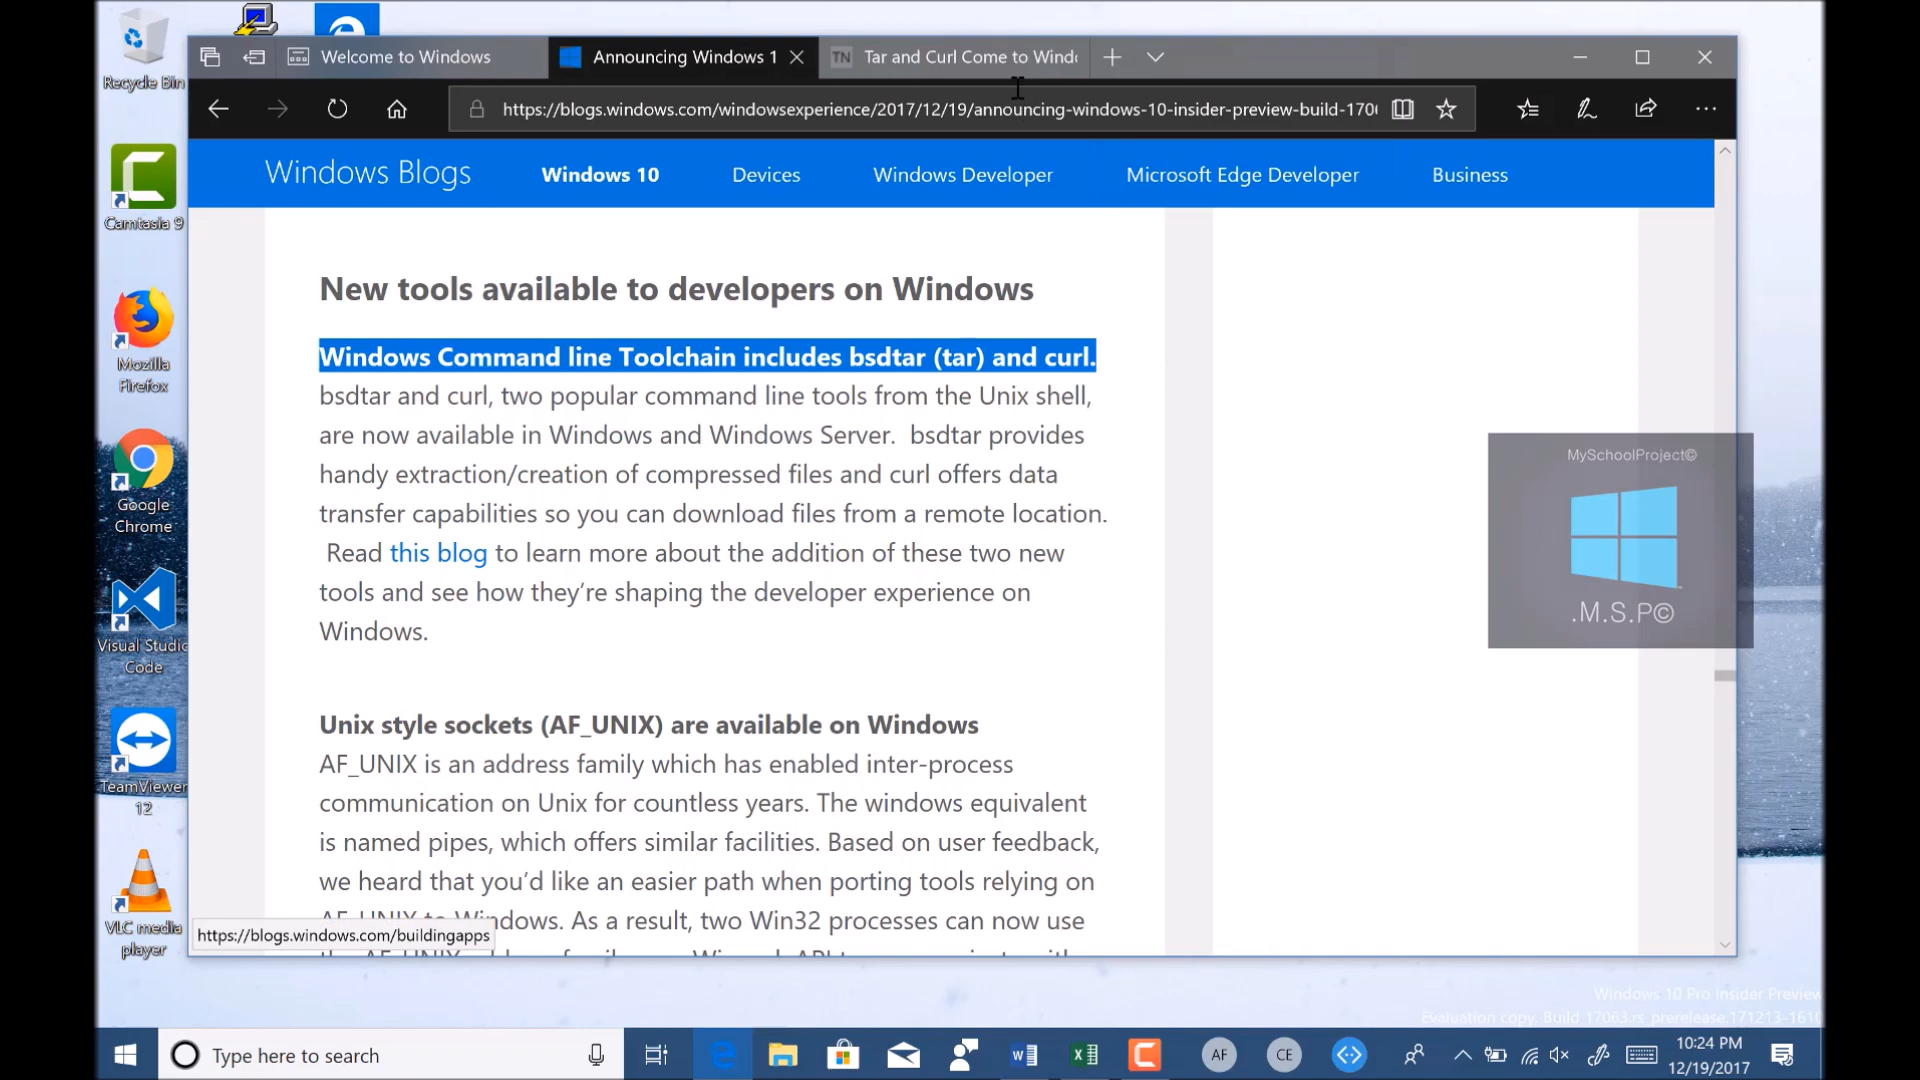 Recycle Bin
Camtasia 9
Mozilla
Firefox
Google
Chrome
Visual Studio
Code
TeamViewer
12
VLC media
player
Welcome to Windows
Announcing Windows 1
TN Tar and Curl Come to Wind
https://blogs.windows.com/windowsexperience/2017/12/19/announcing-windows-10-insider-preview-build-170
Windows Blogs
Windows 10
Devices
Windows Developer
Microsoft Edge Developer
Business
New tools available to developers on Windows
Windows Command line Toolchain includes bsdtar (tar) and curl.
bsdtar and curl, two popular command line tools from the Unix shell,
are now available in Windows and Windows Server.  bsdtar provides
handy extraction/creation of compressed files and curl offers data
transfer capabilities so you can download files from a remote location.
Read this blog to learn more about the addition of these two new
tools and see how they’re shaping the developer experience on
Windows.
Unix style sockets (AF_UNIX) are available on Windows
AF_UNIX is an address family which has enabled inter-process
communication on Unix for countless years. The windows equivalent
is named pipes, which offers similar facilities. Based on user feedback,
we heard that you’d like an easier path when porting tools relying on
AF_UNIX to Windows. As a result, two Win32 processes can now use
https://blogs.windows.com/buildingapps
MySchoolProject©
.M.S.P©
Windows 10 Pro Insider Preview
Evaluation copy. Build 17063.rs_prerelease.171213-1610
Type here to search
AF
CE
10:24 PM
12/19/2017